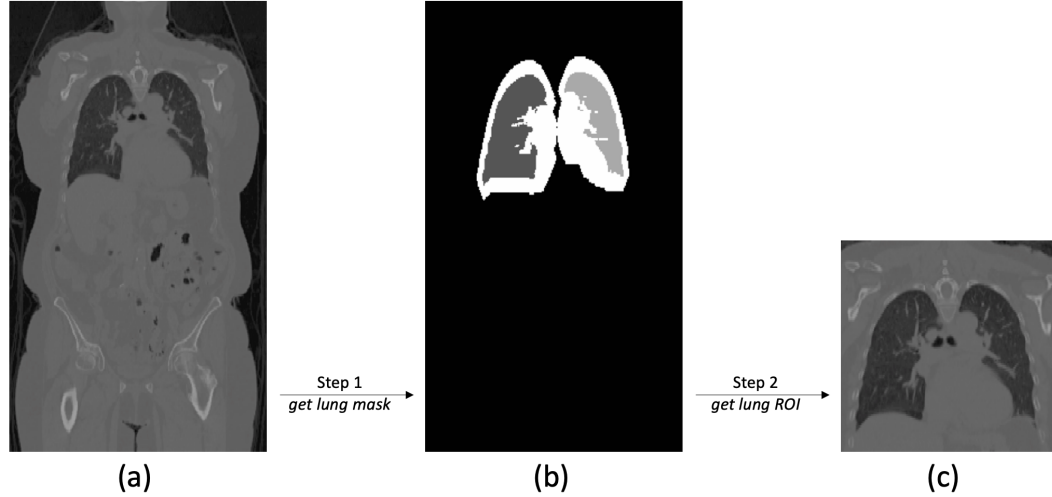 Step 1
get lung mask
Step 2
get lung ROI
(a)
(b)
(c)